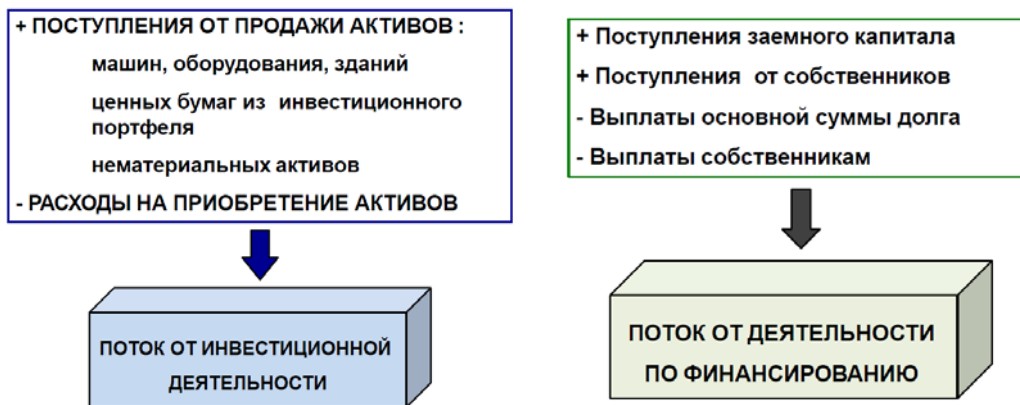 + ПОСТУПЛЕНИЯ ОТ ПРОДАЖИ АКТИВОВ :
машин, оборудования, зданий
ценных бумаг из инвестиционного
портфеля
нематериальных активов
- РАСХОДЫ НА ПРИОБРЕТЕНИЕ АКТИВОВ
ПОТОК ОТ ИНВЕСТИЦИОННОЙ
ДЕЯТЕЛЬНОСТИ
+ Поступления заемного капитала
+ Поступления от собственников
- Выплаты основной суммы долга
- Выплаты собственникам
ПОТОК ОТ ДЕЯТЕЛЬНОСТИ
ПО ФИНАНСИРОВАНИЮ